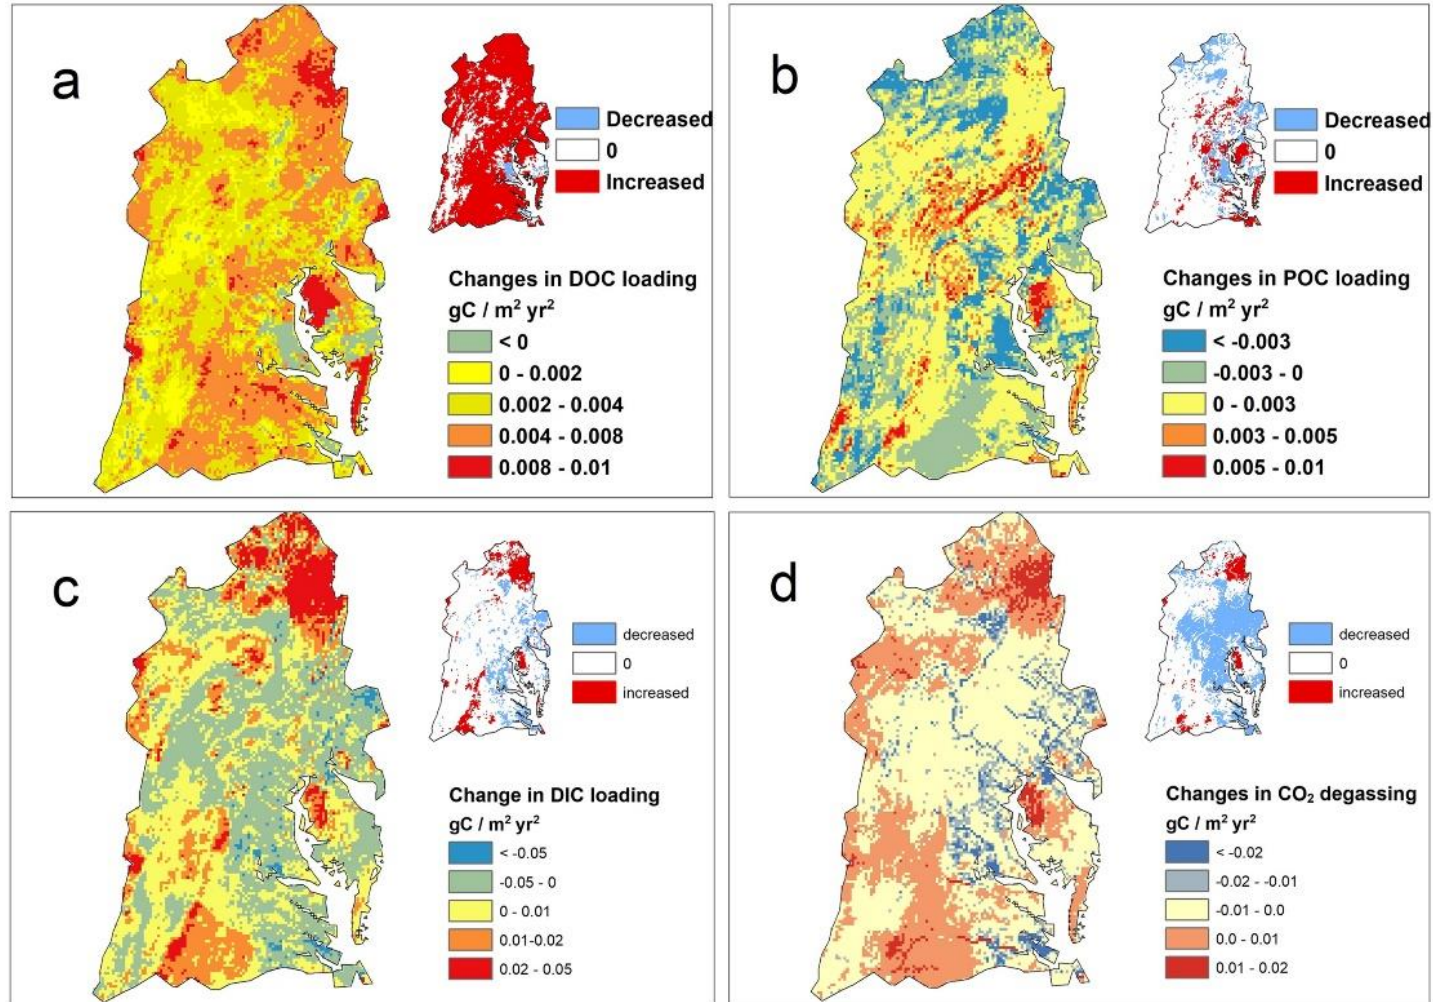 a
Decreased
0
Increased
Changes in DOC loading
gC / m² yr²
< 0
0 - 0.002
0.002 - 0.004
0.004 - 0.008
0.008 - 0.01
b
Decreased
0
Increased
Changes in POC loading
gC / m² yr²
< -0.003
-0.003 - 0
0 - 0.003
0.003 - 0.005
0.005 - 0.01
c
decreased
0
increased
Change in DIC loading
gC / m² yr²
< -0.05
-0.05 - 0
0 - 0.01
0.01-0.02
0.02 - 0.05
d
decreased
0
increased
Changes in CO₂ degassing
gC / m² yr²
< -0.02
-0.02 - -0.01
-0.01 - 0.0
0.0 - 0.01
0.01 - 0.02